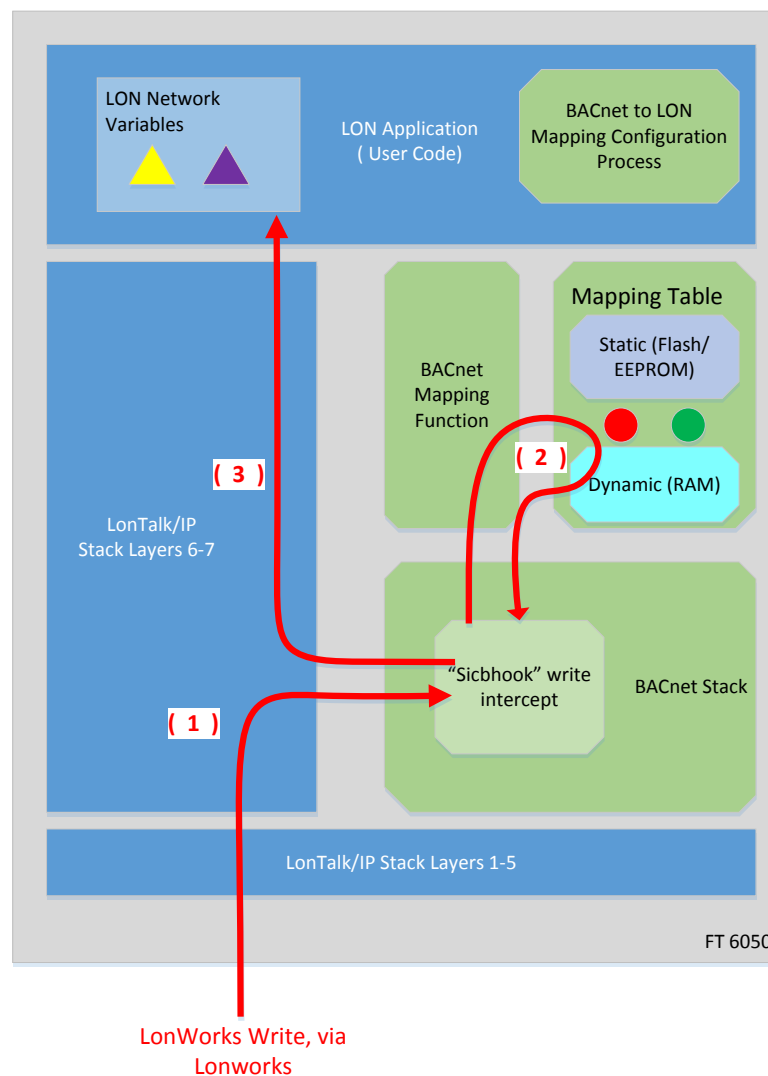 LON Network
Variables
LON Application
( User Code)
BACnet to LON
Mapping Configuration
Process
Mapping Table
Static (Flash/
EEPROM)
BACnet
Mapping
Function
( 2 )
Dynamic (RAM)
( 3 )
LonTalk/IP
Stack Layers 6-7
“Sicbhook” write
intercept
BACnet Stack
( 1 )
LonTalk/IP Stack Layers 1-5
FT 6050
LonWorks Write, via
Lonworks